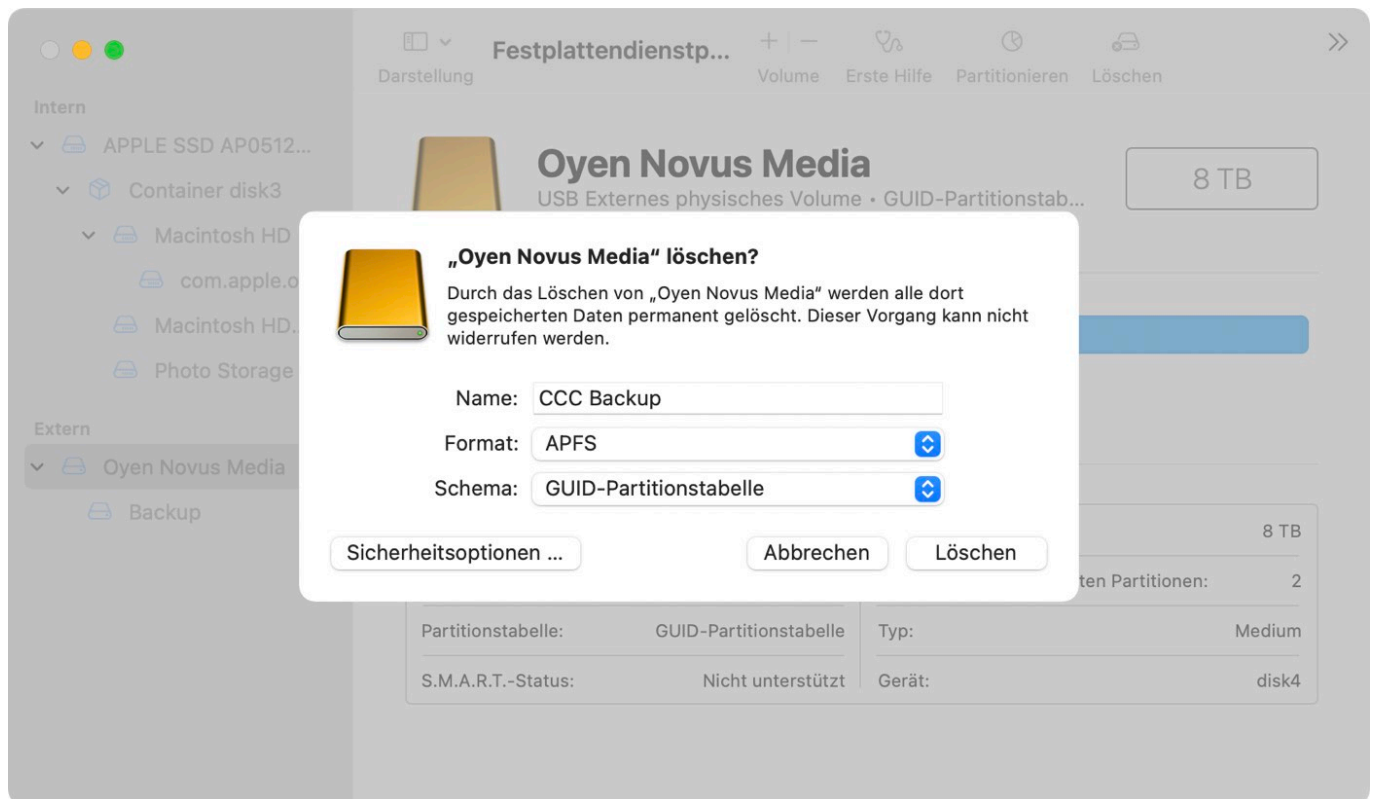 Festplattendienstp...
Darstellung
Volume
Erste Hilfe
Partitionieren
Löschen
Intern
APPLE SSD AP0512...
Container disk3
Macintosh HD
com.apple.o
Macintosh HD.
Photo Storage
Extern
Oyen Novus Media
Backup
Oyen Novus Media
USB Externes physisches Volume • GUID-Partitionstab...
8 TB
„Oyen Novus Media“ löschen?
Durch das Löschen von „Oyen Novus Media“ werden alle dort
gespeicherten Daten permanent gelöscht. Dieser Vorgang kann nicht
widerrufen werden.
Name: CCC Backup
Format: APFS
Schema: GUID-Partitionstabelle
Sicherheitsoptionen ...
Abbrechen
Löschen
8 TB
ten Partitionen: 2
Partitionstabelle: GUID-Partitionstabelle
Typ: Medium
S.M.A.R.T.-Status: Nicht unterstützt
Gerät: disk4